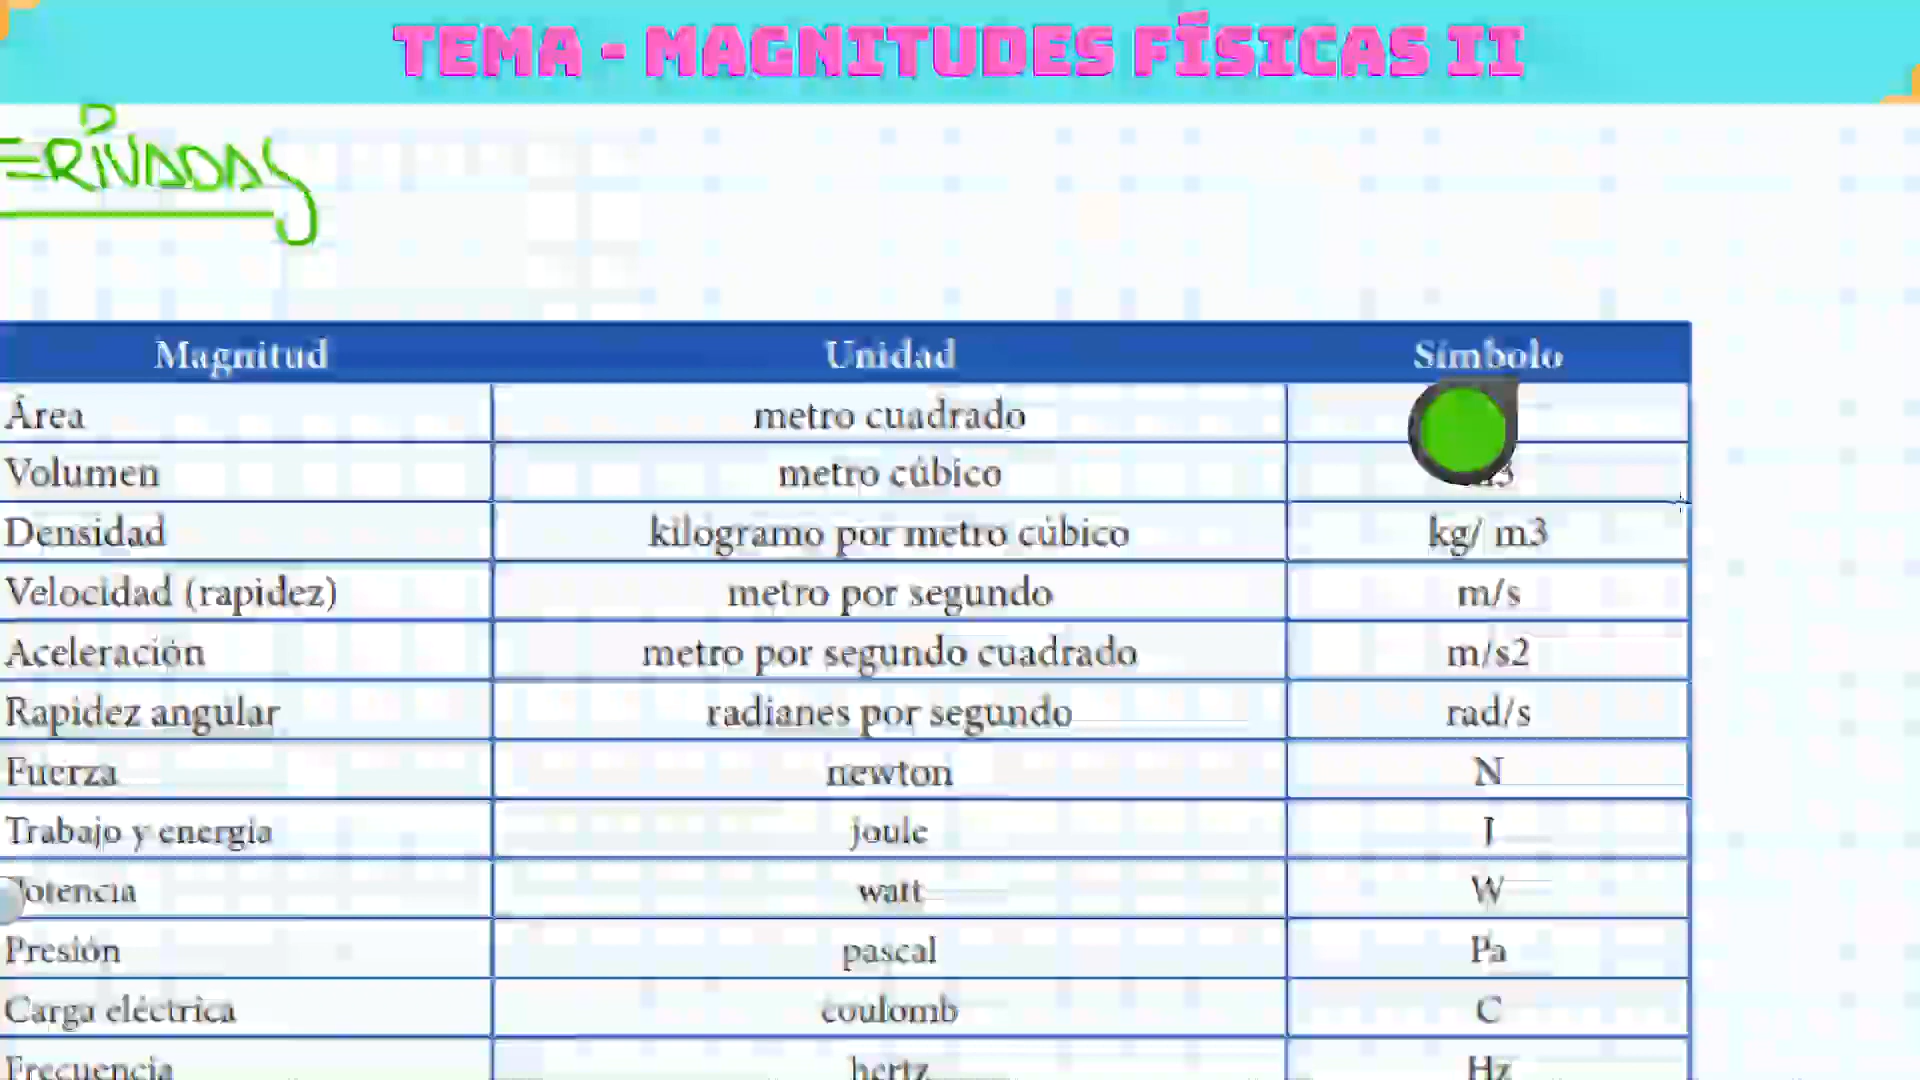 TEMA - MAGNITUDES FÍSICAS II
DERIVADAS
Magnitud Unidad Símbolo
Área metro cuadrado
Volumen metro cúbico
Densidad kilogramo por metro cúbico kg/ m3
Velocidad (rapidez) metro por segundo m/s
Aceleración metro por segundo cuadrado m/s2
Rapidez angular radianes por segundo rad/s
Fuerza newton N
Trabajo y energía joule J
Potencia watt W
Presión pascal Pa
Carga eléctrica coulomb C
Frecuencia hertz Hz